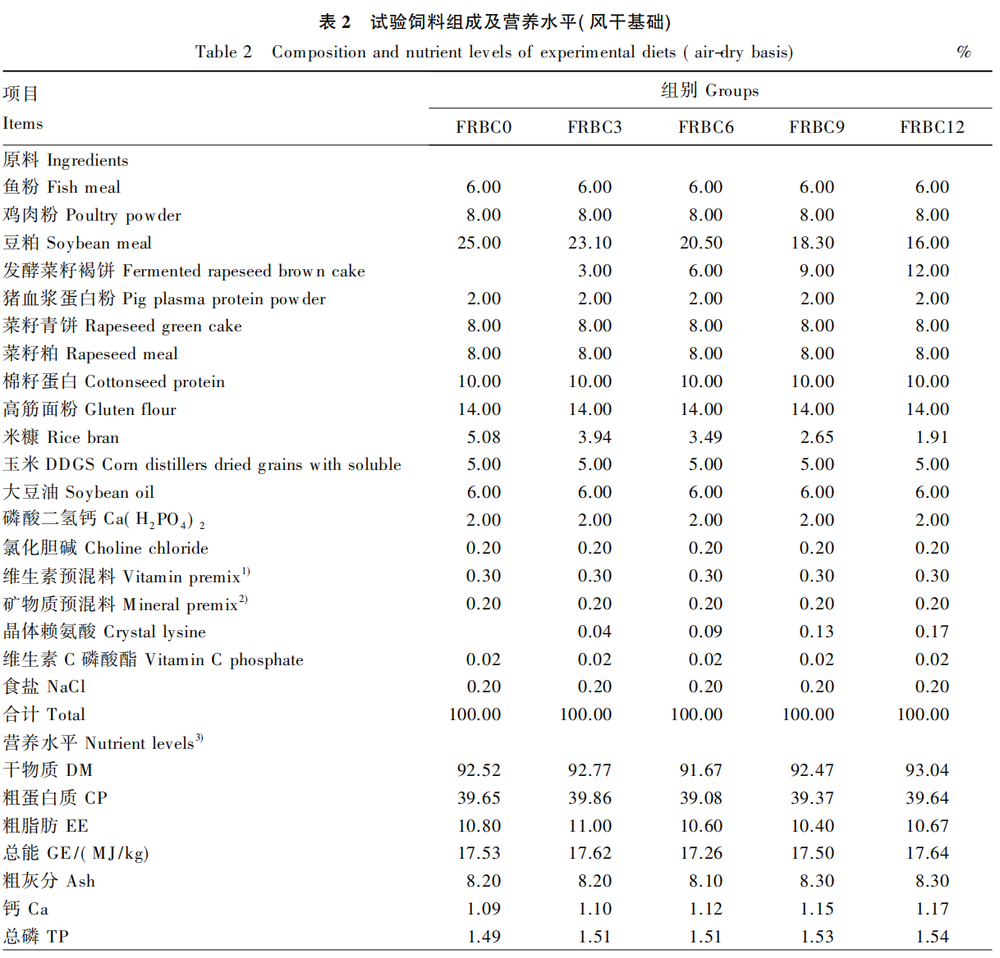 表 2 试验饲料组成及营养水平(风干基础)
Table 2 Composition and nutrient levels of experimental diets (air-dry basis) %
项目 组别 Groups
Items FRBC0 FRBC3 FRBC6 FRBC9 FRBC12
原料 Ingredients
鱼粉 Fish meal 6.00 6.00 6.00 6.00 6.00
鸡肉粉 Poultry powder 8.00 8.00 8.00 8.00 8.00
豆粕 Soybean meal 25.00 23.10 20.50 18.30 16.00
发酵菜籽褐饼 Fermented rapeseed brown cake 3.00 6.00 9.00 12.00
猪血浆蛋白粉 Pig plasma protein powder 2.00 2.00 2.00 2.00 2.00
菜籽青饼 Rapeseed green cake 8.00 8.00 8.00 8.00 8.00
菜籽粕 Rapeseed meal 8.00 8.00 8.00 8.00 8.00
棉籽蛋白 Cottonseed protein 10.00 10.00 10.00 10.00 10.00
高筋面粉 Gluten flour 14.00 14.00 14.00 14.00 14.00
米糠 Rice bran 5.08 3.94 3.49 2.65 1.91
玉米 DDGS Corn distillers dried grains with soluble 5.00 5.00 5.00 5.00 5.00
大豆油 Soybean oil 6.00 6.00 6.00 6.00 6.00
磷酸二氢钙 Ca(H₂PO₄)₂ 2.00 2.00 2.00 2.00 2.00
氯化胆碱 Choline chloride 0.20 0.20 0.20 0.20 0.20
维生素预混料 Vitamin premix¹⁾ 0.30 0.30 0.30 0.30 0.30
矿物质预混料 Mineral premix²⁾ 0.20 0.20 0.20 0.20 0.20
晶体赖氨酸 Crystal lysine 0.04 0.09 0.13 0.17
维生素 C 磷酸酯 Vitamin C phosphate 0.02 0.02 0.02 0.02 0.02
食盐 NaCl 0.20 0.20 0.20 0.20 0.20
合计 Total 100.00 100.00 100.00 100.00 100.00
营养水平 Nutrient levels³⁾
干物质 DM 92.52 92.77 91.67 92.47 93.04
粗蛋白质 CP 39.65 39.86 39.08 39.37 39.64
粗脂肪 EE 10.80 11.00 10.60 10.40 10.67
总能 GE/(MJ/kg) 17.53 17.62 17.26 17.50 17.64
粗灰分 Ash 8.20 8.20 8.10 8.30 8.30
钙 Ca 1.09 1.10 1.12 1.15 1.17
总磷 TP 1.49 1.51 1.51 1.53 1.54